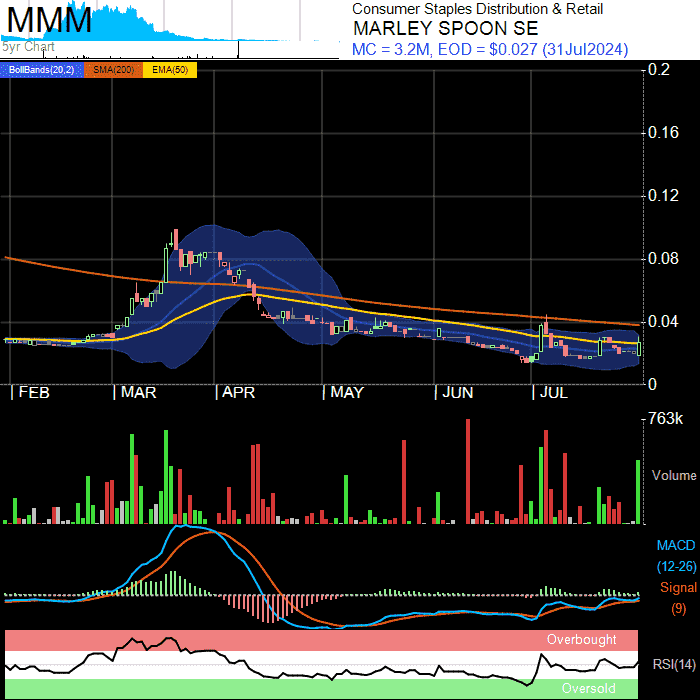 MMM
5yr Chart
Consumer Staples Distribution & Retail
MARLEY SPOON SE
MC = 3.2M, EOD = $0.027 (31Jul2024)
BollBands(20,2) SMA(200) EMA(50)
0.2
0.16
0.12
0.08
0.04
0
FEB MAR APR MAY JUN JUL
763k
Volume
MACD
(12-26)
Signal
(9)
Overbought
RSI(14)
Oversold